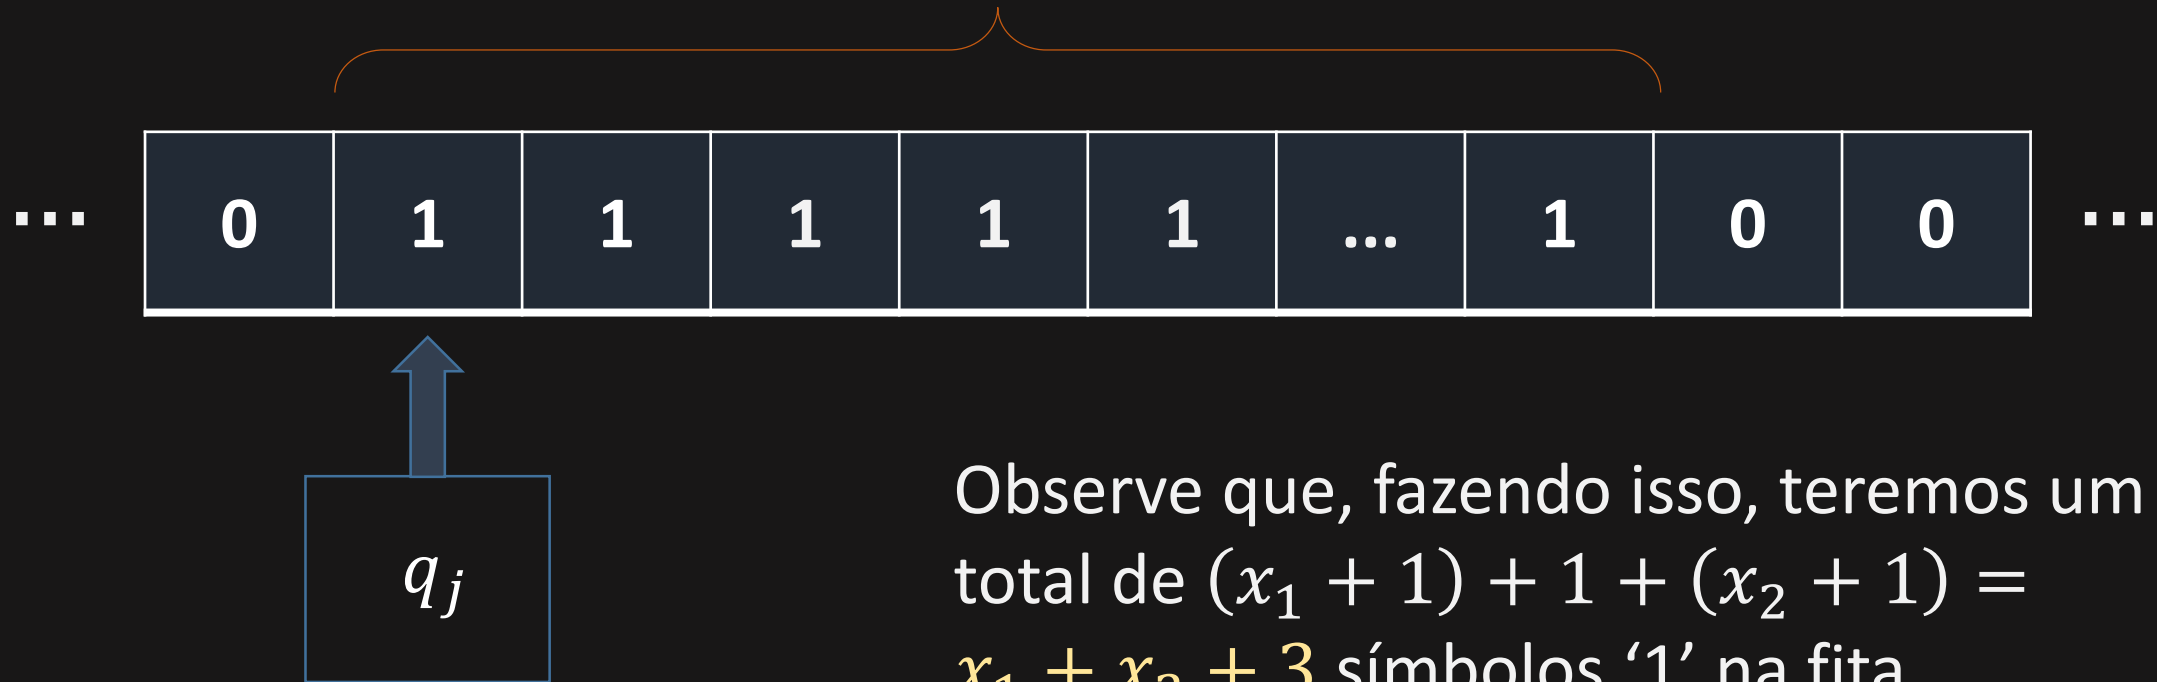 ... 0 1 1 1 1 1 ... 1 0 0 ...
q_j
Observe que, fazendo isso, teremos um
total de (x₁ + 1) + 1 + (x₂ + 1) =
x₁ + x₂ + 3 símbolos ‘1’ na fita